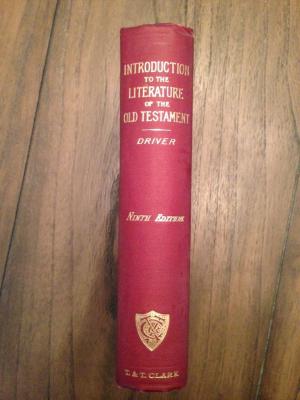 INTRODUCTION
TO THE
LITERATURE
OF THE
OLD TESTAMENT
DRIVER
NINTH EDITION.
T. & T. CLARK